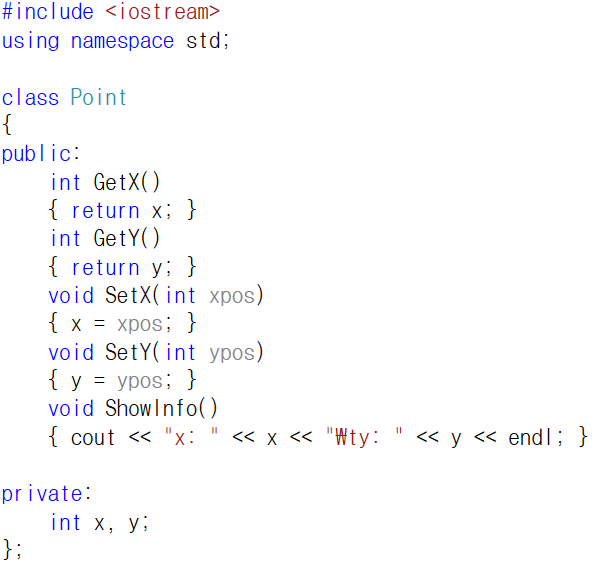 #include <iostream>
using namespace std;
class Point
{
public:
int GetX()
{ return x; }
int GetY()
{ return y; }
void SetX(int xpos)
{ x = xpos; }
void SetY(int ypos)
{ y = ypos; }
void ShowInfo()
{ cout << "x: " << x << "₩ty: " << y << endl; }
private:
int x, y;
};